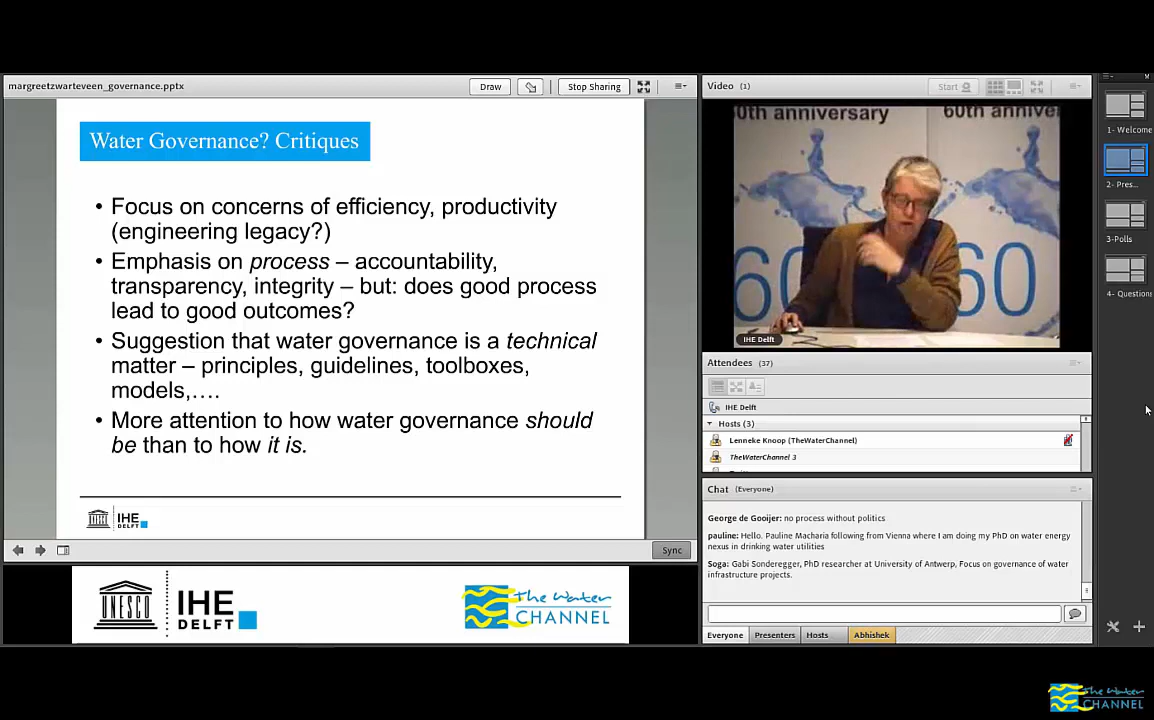 margreetzwarteveen_governance.pptx
Draw
Stop Sharing
Water Governance? Critiques
• Focus on concerns of efficiency, productivity
(engineering legacy?)
• Emphasis on process – accountability,
transparency, integrity – but: does good process
lead to good outcomes?
• Suggestion that water governance is a technical
matter – principles, guidelines, toolboxes,
models,....
• More attention to how water governance should
be than to how it is.
IHE
DELFT
Sync
UNESCO
IHE
DELFT
The Water
CHANNEL
Video (1)
Start
0th anniversary
60th annive
60
60
IHE Delft
Attendees (37)
IHE Delft
Hosts (3)
Lenneke Knoop (TheWaterChannel)
TheWaterChannel 3
Chat (Everyone)
George de Gooijer: no process without politics
pauline: Hello. Pauline Macharia following from Vienna where I am doing my PhD on water energy
nexus in drinking water utilities
Soga: Gabi Sonderegger, PhD researcher at University of Antwerp, Focus on governance of water
infrastructure projects.
Everyone
Presenters
Hosts
Abhishek
1- Welcome
2- Pres...
3-Polls
4- Questions
The Water
CHANNEL